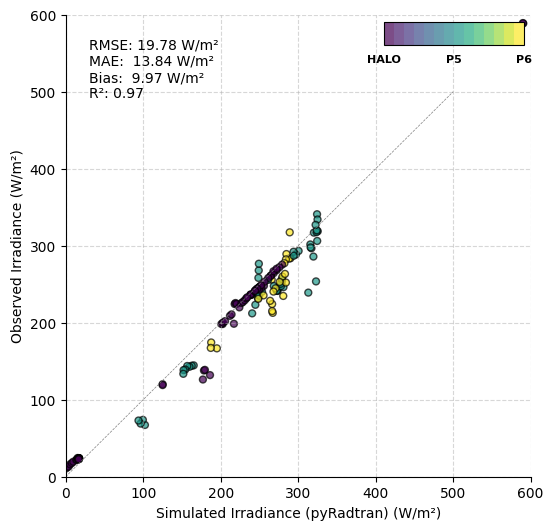 600
500
400
300
200
100
0
Observed Irradiance (W/m²)
RMSE: 19.78 W/m²
MAE:  13.84 W/m²
Bias:  9.97 W/m²
R²: 0.97
HALO P5 P6
0 100 200 300 400 500 600
Simulated Irradiance (pyRadtran) (W/m²)